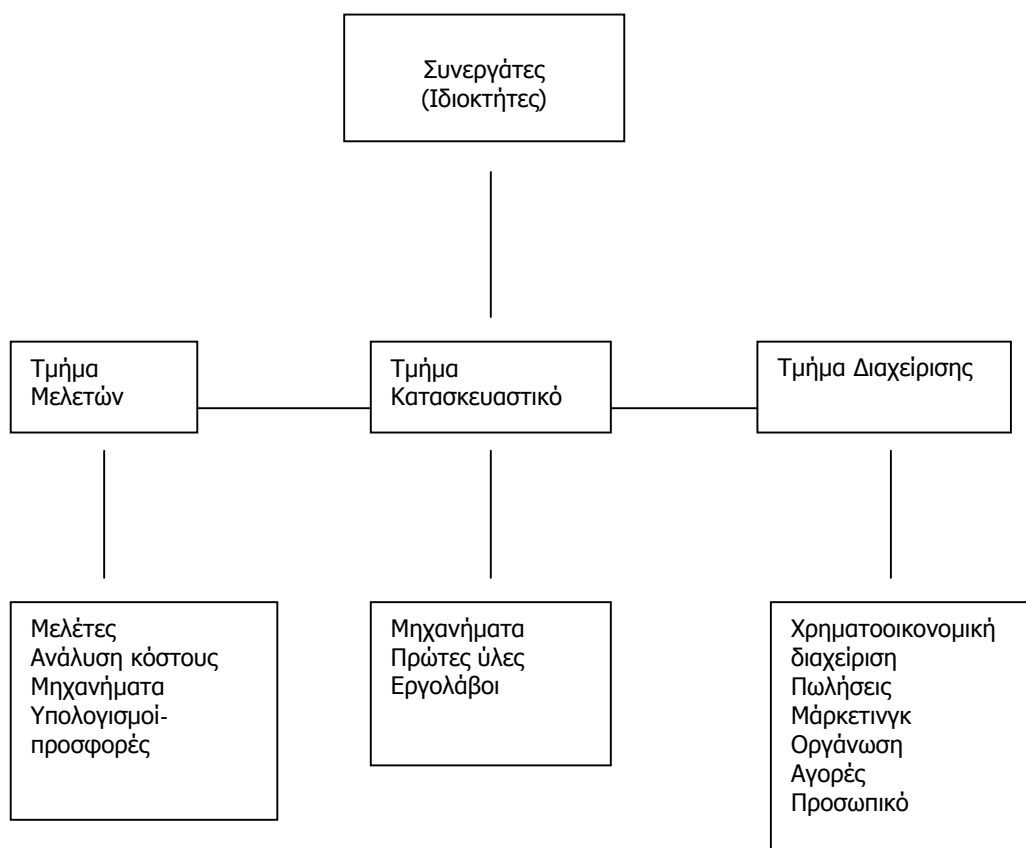 Συνεργάτες
(Ιδιοκτήτες)
Τμήμα
Μελετών
Τμήμα
Κατασκευαστικό
Τμήμα Διαχείρισης
Μελέτες
Ανάλυση κόστους
Μηχανήματα
Υπολογισμοί-
προσφορές
Μηχανήματα
Πρώτες ύλες
Εργολάβοι
Χρηματοοικονομική
διαχείριση
Πωλήσεις
Μάρκετινγκ
Οργάνωση
Αγορές
Προσωπικό